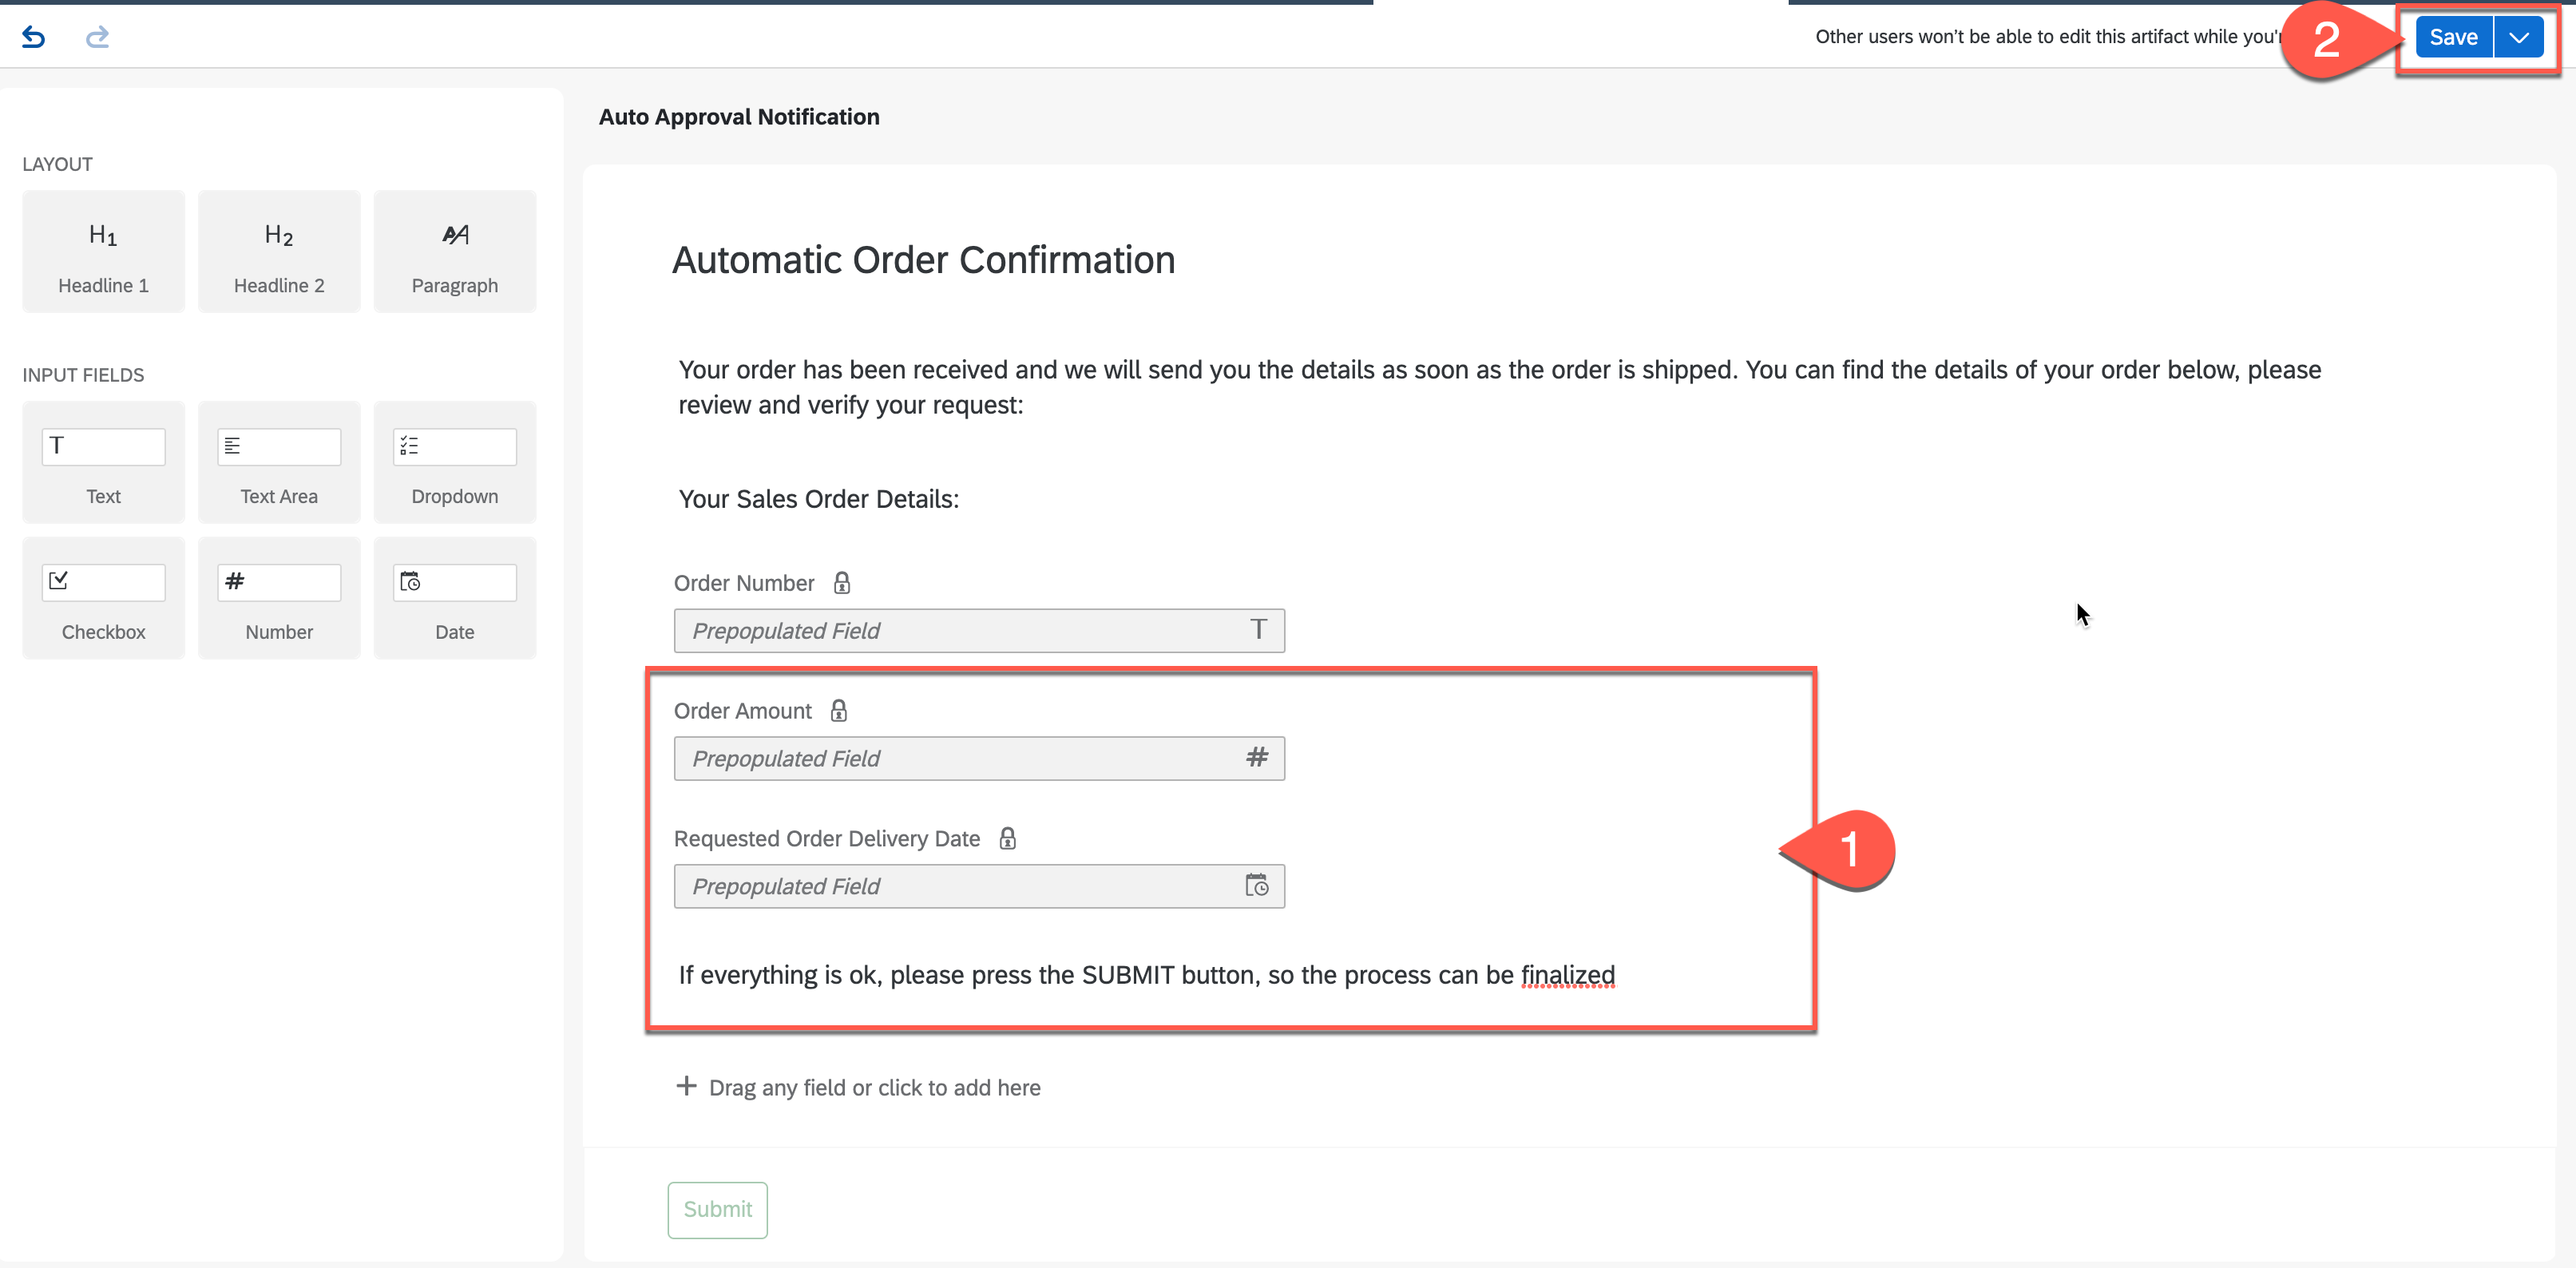 Other users won't be able to edit this artifact while you'r
2
Save
Auto Approval Notification
LAYOUT
H1
H2
Headline 1
Headline 2
Paragraph
INPUT FIELDS
T
Text
Text Area
Dropdown
#
Checkbox
Number
Date
Automatic Order Confirmation
Your order has been received and we will send you the details as soon as the order is shipped. You can find the details of your order below, please
review and verify your request:
Your Sales Order Details:
Order Number
Prepopulated Field T
Order Amount
Prepopulated Field #
Requested Order Delivery Date
1
Prepopulated Field
If everything is ok, please press the SUBMIT button, so the process can be finalized
+ Drag any field or click to add here
Submit